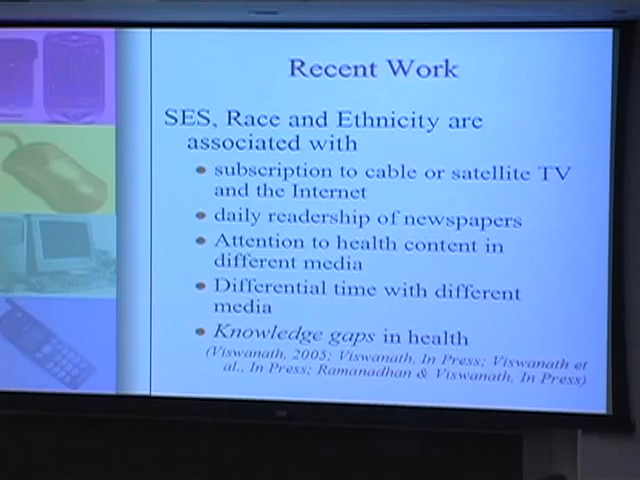 Recent Work
SES, Race and Ethnicity are
associated with
subscription to cable or satellite TV
and the Internet
daily readership of newspapers
Attention to health content in
different media
Differential time with different
media
Knowledge gaps in health
(Viswanath, 2005; Viswanath, In Press; Viswanath et
al., In Press; Ramanadhan & Viswanath, In Press)